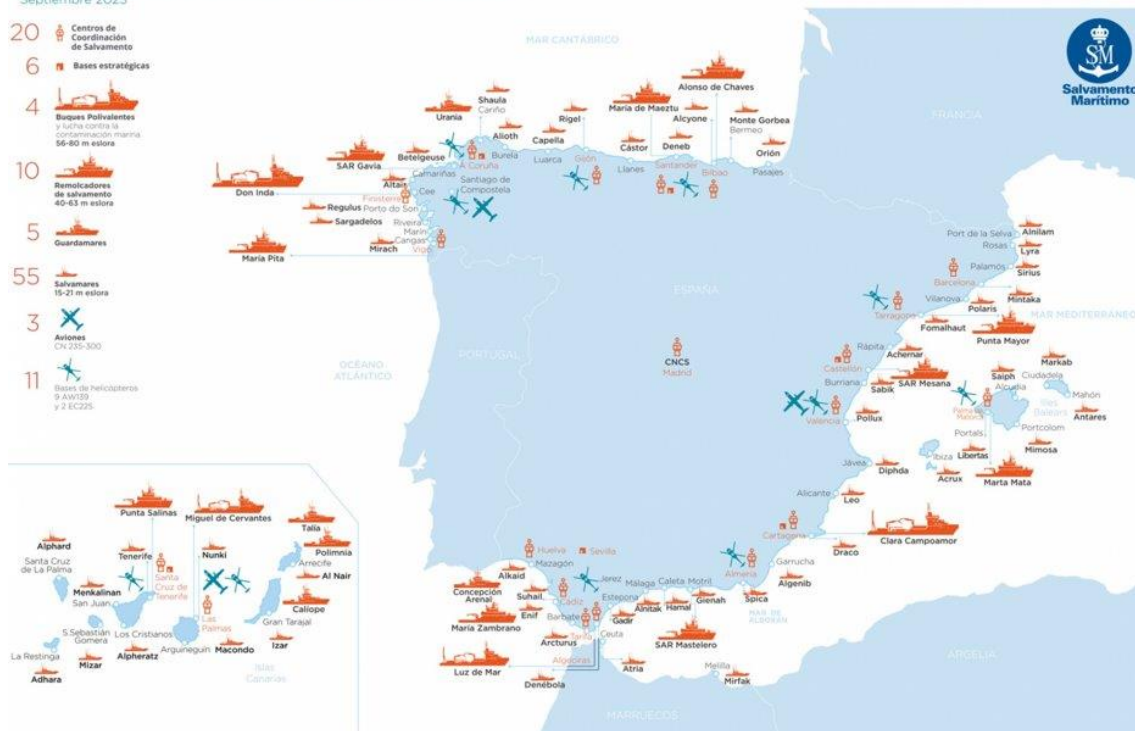 Septiembre 2023
20
Centros de
Coordinación
de Salvamento
6
Bases estratégicas
4
Buques Polivalentes
y lucha contra la
contaminación marina
56-80 m eslora
10
Remolcadores
de salvamento
40-63 m eslora
5
Guardamares
55
Salvamares
15-21 m eslora
3
Aviones
CN 235-300
11
Bases de helicópteros
9 AW139
y 2 EC225
SM
Salvamento
Marítimo
MAR CANTÁBRICO
FRANCIA
Alonso de Chaves
María de Maeztu
Alcyone
Monte Gorbea
Bermeo
Shaula
Cariño
Urania
Rigel
Alioth
Capella
Cástor
Deneb
Orión
SAR Gavia
Betelgeuse
A Coruña
Burela
Luarca
Gijón
Llanes
Santander
Bilbao
Pasajes
Camariñas
Don Inda
Altair
Cee
Santiago de
Compostela
Finisterre
Regulus
Porto do Son
Sargadelos
Riveira
Marín
Cangas
Mirach
Vigo
María Pita
Port de la Selva
Alnilam
Rosas
Lyra
Palamós
Sirius
Barcelona
Mintaka
Vilanova
Polaris
Tarragona
Fomalhaut
Punta Mayor
MAR MEDITERRÁNEO
ESPAÑA
PORTUGAL
OCÉANO
ATLÁNTICO
CNCS
Madrid
Rápita
Achernar
Castellón
SAR Mesana
Burriana
Sabik
Valencia
Pollux
Markab
Saiph
Ciudadela
Alcudia
Mahón
Illes
Balears
Antares
Palma de
Mallorca
Portals
Portcolom
Libertas
Mimosa
Ibiza
Acrux
Marta Mata
Jávea
Diphda
Alicante
Leo
Cartagena
Clara Campoamor
Draco
Garrucha
Algenib
Almería
Spica
MAR DE
ALBORÁN
Huelva
Sevilla
Mazagón
Alkaid
Concepción
Arenal
Suhail
Cádiz
Jerez
Málaga
Caleta
Motril
Estepona
Enif
Barbate
Gadir
Alnitak
Hamal
Gienah
María Zambrano
Tarifa
Ceuta
SAR Mastelero
Arcturus
Luz de Mar
Algeciras
Atria
Denébola
Melilla
Mirfak
MARRUECOS
ARGELIA
Punta Salinas
Miguel de Cervantes
Talía
Polimnia
Alphard
Tenerife
Nunki
Arrecife
Santa Cruz
de La Palma
Santa
Cruz de
Tenerife
Al Nair
Menkalinan
San Juan
Calíope
Las
Palmas
Gran Tarajal
S.Sebastián
Gomera
Los Cristianos
Arguineguín
Izar
La Restinga
Mizar
Alpheratz
Macondo
Islas
Canarias
Adhara